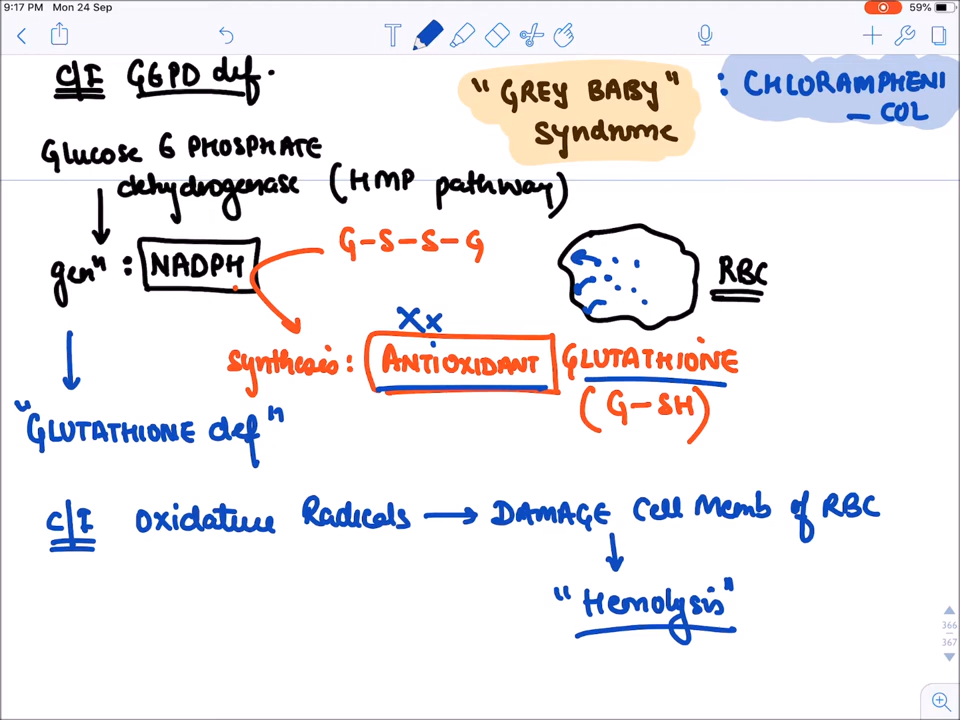 9:17 PM Mon 24 Sep
59%
T
C/I G6PD def.
"GREY BABY"
Syndrome
: CHLORAMPHENI
- COL
Glucose 6 PHOSPHATE
dehydrogenase (HMP pathway)
G-S-S-G
genⁿ : NADPH
RBC
Xx
Synthesis: ANTIOXIDANT GLUTATHIONE
(G-SH)
"GLUTATHIONE def"
C/I Oxidature Radicals → DAMAGE Cell Memb of RBC
"Hemolysis"
366
367